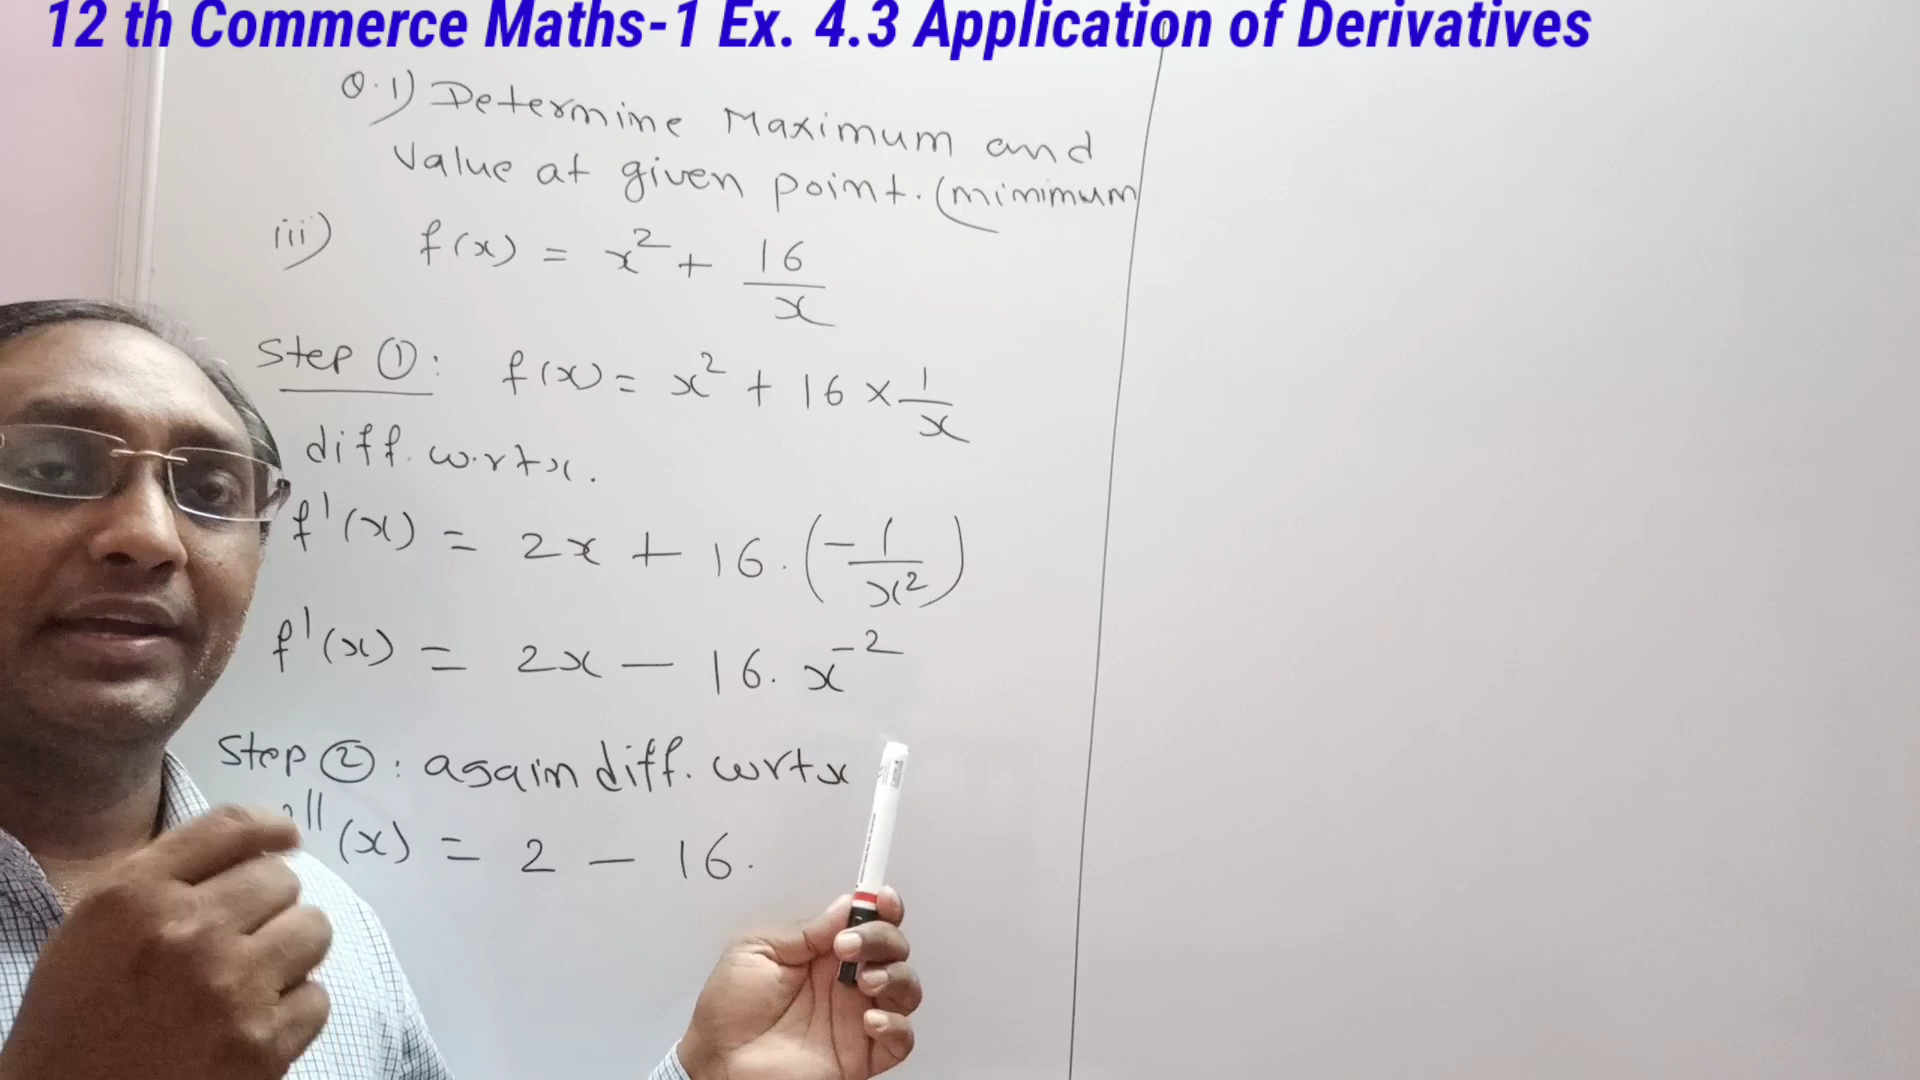 12 th Commerce Maths-1 Ex. 4.3 Application of Derivatives
Q.1) Determine Maximum and
value at given point. (minimum
iii) f(x) = x² + 16/x
Step ①: f(x) = x² + 16 × 1/x
diff. w.r.t x.
f'(x) = 2x + 16.(-1/x²)
f'(x) = 2x - 16. x⁻²
Step ②: again diff. wrt x
''(x) = 2 - 16.